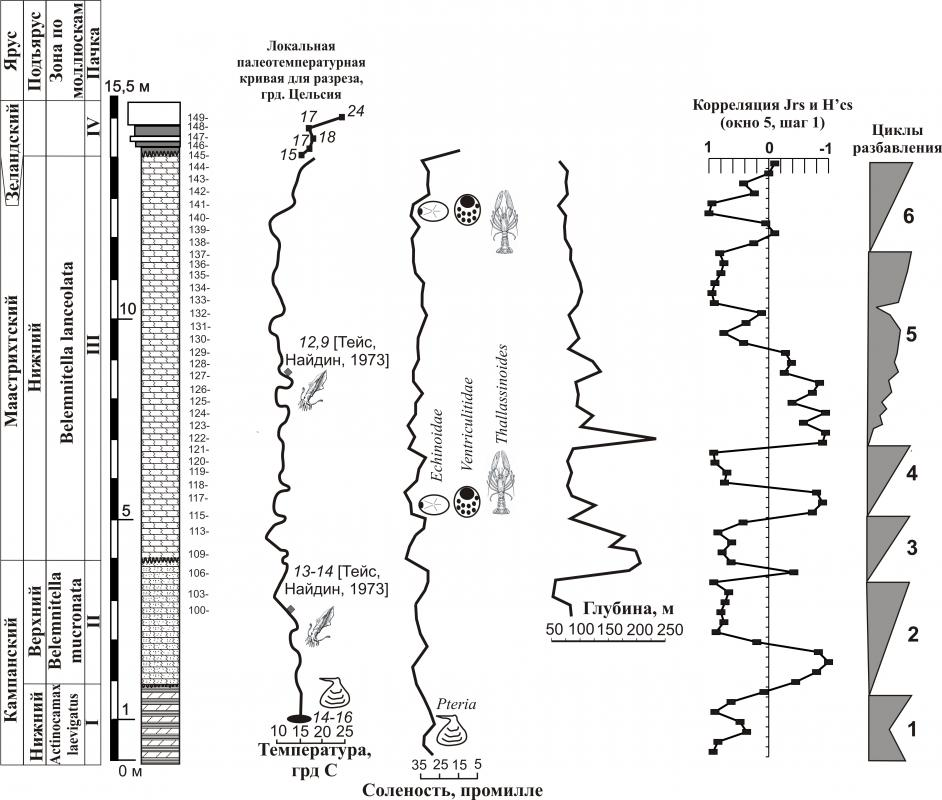 Ярус
Подъярус
Зона по
моллюскам
Пачка
15,5 м
Локальная
палеотемпературная
кривая для разреза,
грд. Цельсия
Корреляция Jrs и H'cs
(окно 5, шаг 1)
Циклы
разбавления
1 0 -1
24
17
18
17
15
149-
148-
147-
146-
145-
144-
143-
142-
141-
140-
139-
138-
137-
136-
135-
134-
133-
132-
131-
130-
129-
128-
127-
126-
125-
124-
123-
122-
121-
120-
119-
118-
117-
115-
113-
109-
106-
103-
100-
Зеландский
Маастрихтский
Кампанский
Нижний
Верхний
Нижний
Belemnitella lanceolata
Belemnitella
mucronata
Actinocamax
laevigatus
IV
III
II
I
10
5
1
0 м
12,9 [Тейс,
Найдин, 1973]
13-14 [Тейс,
Найдин, 1973]
14-16
10 15 20 25
Температура,
грд С
Echinoidae
Ventriculitidae
Thallassinoides
Pteria
35 25 15 5
Соленость, промилле
Глубина, м
50 100 150 200 250
6
5
4
3
2
1